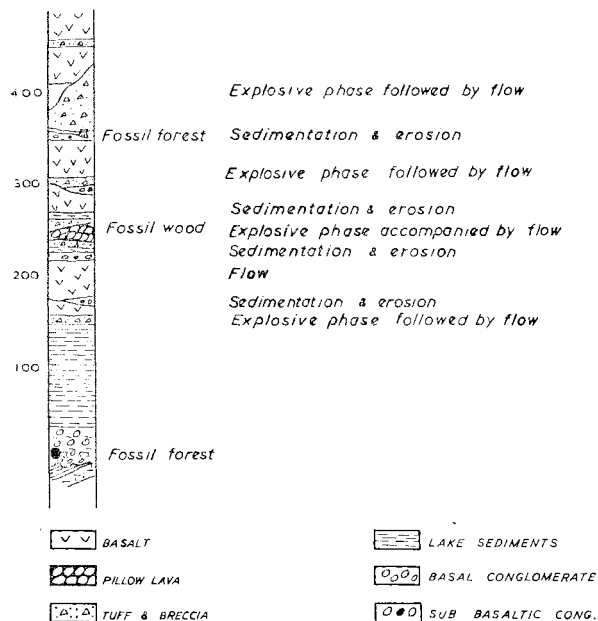 400 Explosive phase followed by flow
Fossil forest Sedimentation & erosion
Explosive phase followed by flow
300
Sedimentation & erosion
Fossil wood Explosive phase accompanied by flow
Sedimentation & erosion
200 Flow
Sedimentation & erosion
Explosive phase followed by flow
100
Fossil forest
BASALT LAKE SEDIMENTS
PILLOW LAVA BASAL CONGLOMERATE
TUFF & BRECCIA SUB BASALTIC CONG.